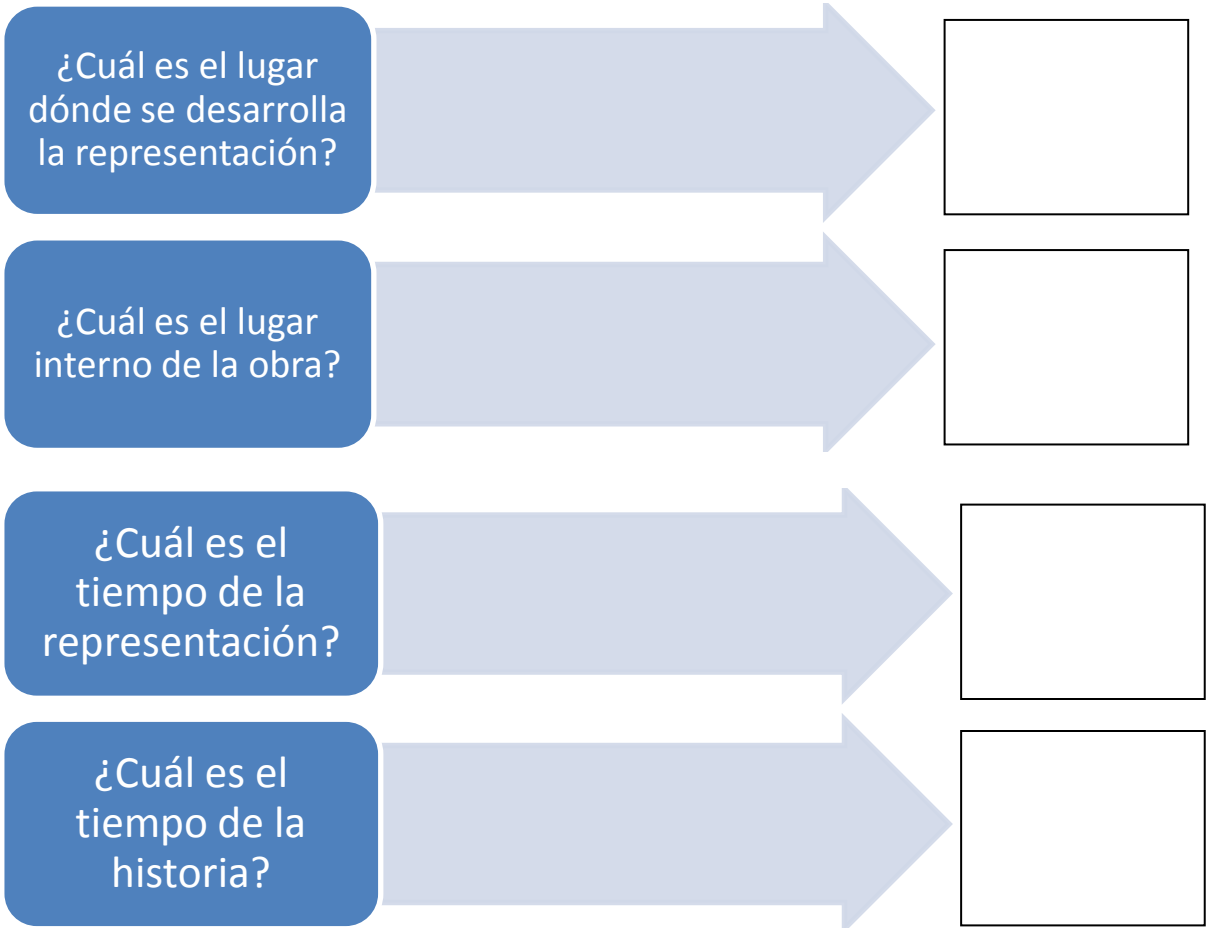 ¿Cuál es el lugar
dónde se desarrolla
la representación?
¿Cuál es el lugar
interno de la obra?
¿Cuál es el
tiempo de la
representación?
¿Cuál es el
tiempo de la
historia?